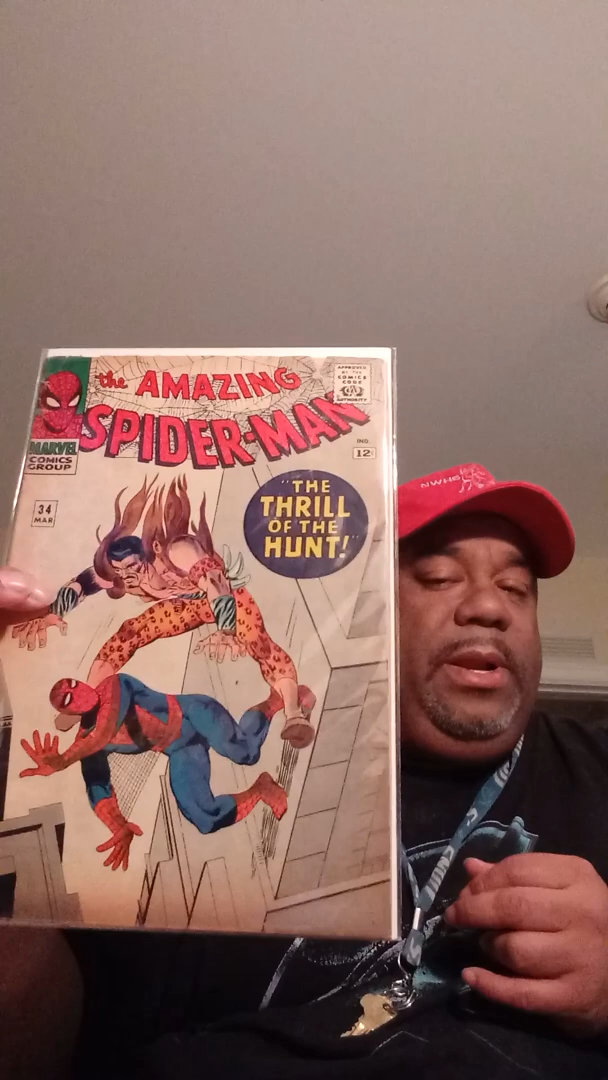 the AMAZING
SPIDER-MAN
APPROVED
BY THE
COMICS
CODE
CA
AUTHORITY
MARVEL
COMICS
GROUP
IND.
12¢
34
MAR
"THE
THRILL
OF THE
HUNT!"
NWHG